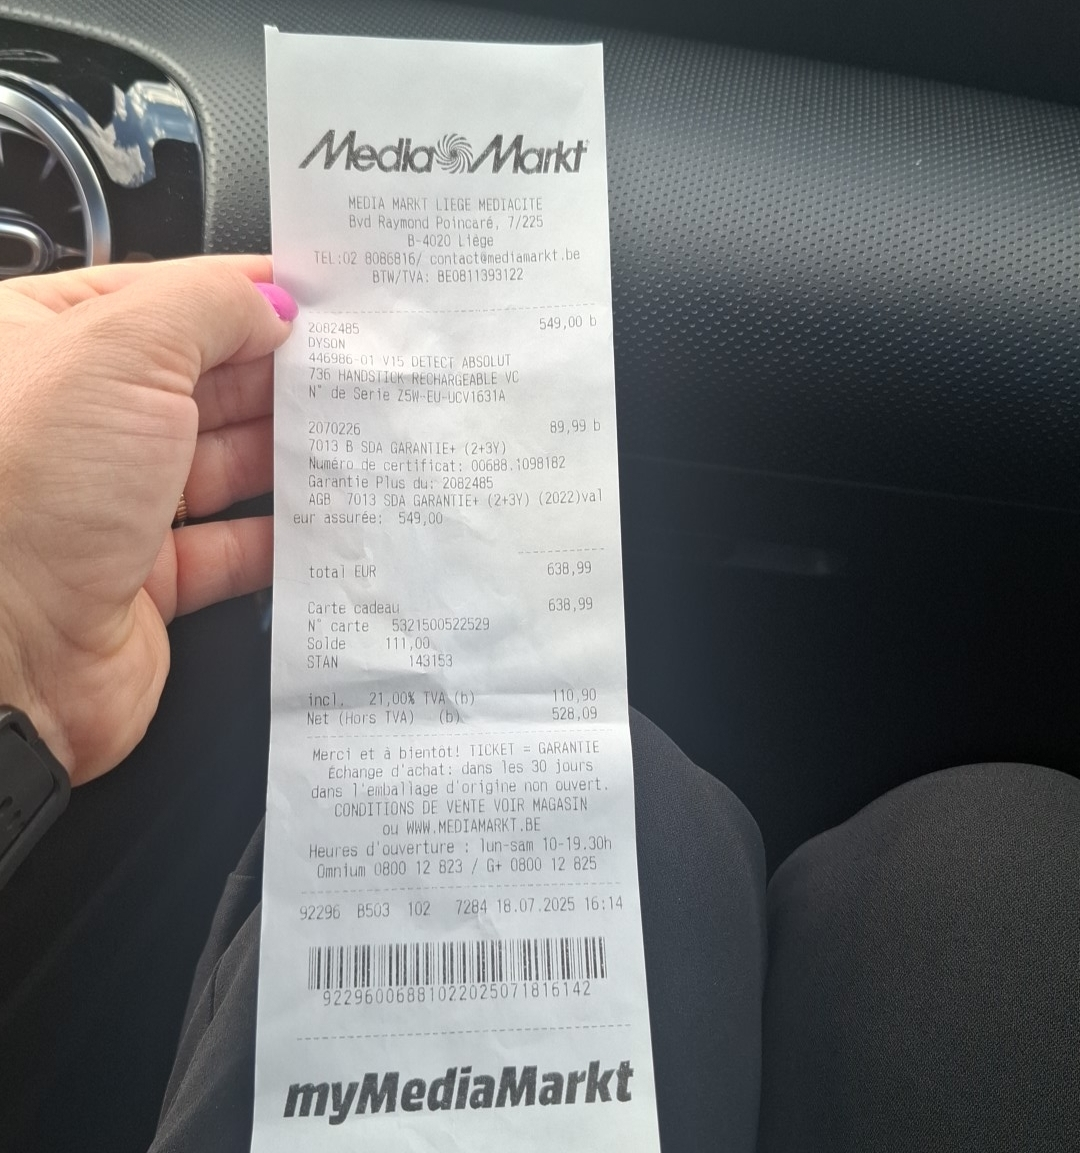 Media Markt
MEDIA MARKT LIEGE MEDIACITE
Bvd Raymond Poincaré, 7/225
B-4020 Liège
TEL:02 8086816/ contact@mediamarkt.be
BTW/TVA: BE0811393122
2082485 549,00 b
DYSON
446986-01 V15 DETECT ABSOLUT
736 HANDSTICK RECHARGEABLE VC
N° de Serie Z5W-EU-UCV1631A
2070226 89,99 b
7013 B SDA GARANTIE+ (2+3Y)
Numéro de certificat: 00688.1098182
Garantie Plus du: 2082485
AGB 7013 SDA GARANTIE+ (2+3Y) (2022)val
eur assurée: 549,00
total EUR 638,99
Carte cadeau 638,99
N° carte 5321500522529
Solde 111,00
STAN 143153
incl. 21,00% TVA (b) 110,90
Net (Hors TVA) (b) 528,09
Merci et à bientôt! TICKET = GARANTIE
Échange d'achat: dans les 30 jours
dans l'emballage d'origine non ouvert.
CONDITIONS DE VENTE VOIR MAGASIN
ou WWW.MEDIAMARKT.BE
Heures d'ouverture : lun-sam 10-19.30h
Omnium 0800 12 823 / G+ 0800 12 825
92296 B503 102 7284 18.07.2025 16:14
9229600688102202507181614​2
myMediaMarkt